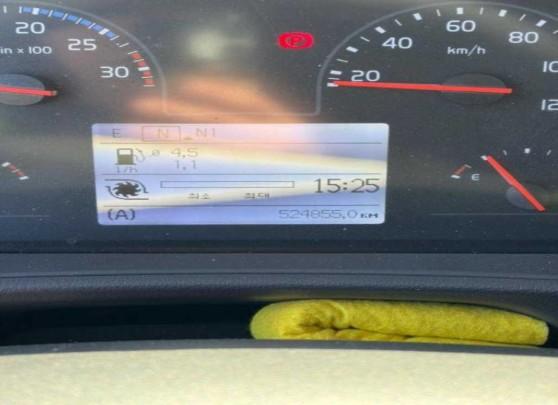 20
25
30
in x 100
P
20
40
60
80
km/h
E
E N N1
ø 4,5
l/h 1,1
최소 최대
15:25
(A)
524855,0 KM